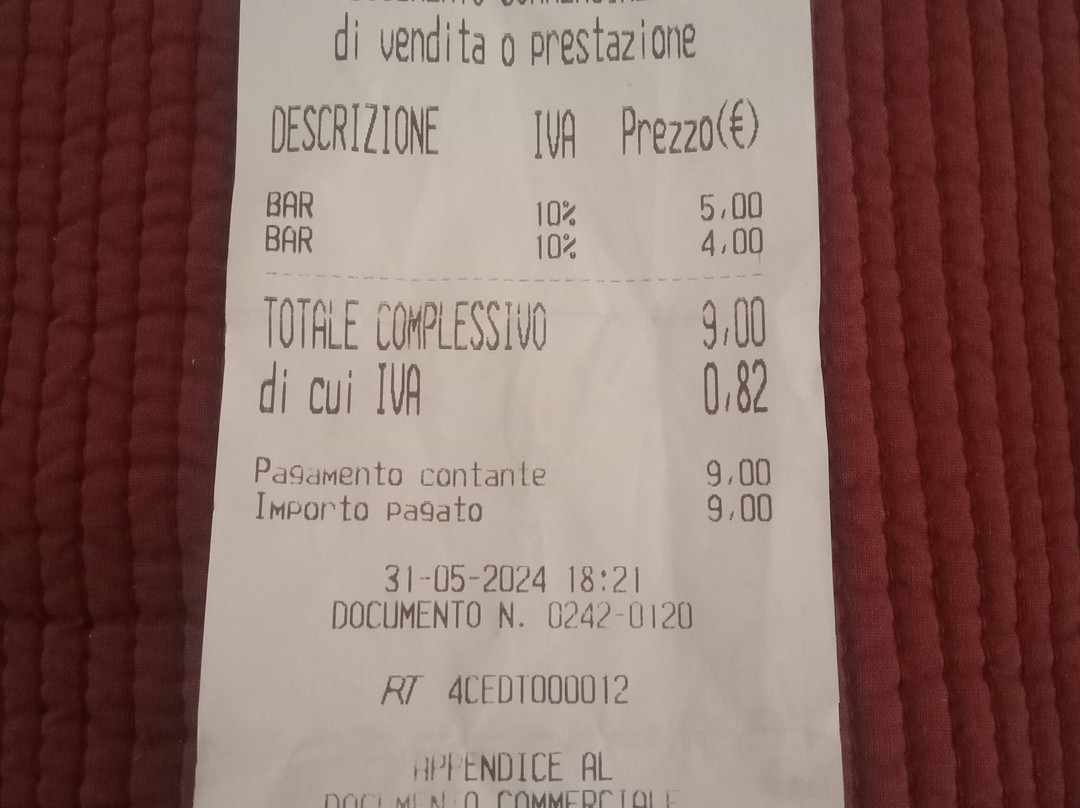 di vendita o prestazione
DESCRIZIONE IVA Prezzo(€)
BAR 10% 5,00
BAR 10% 4,00
TOTALE COMPLESSIVO 9,00
di cui IVA 0,82
Pagamento contante 9,00
Importo pagato 9,00
31-05-2024 18:21
DOCUMENTO N. 0242-0120
RT 4CEDT000012
APPENDICE AL
DOCUMENTO COMMERCIALE